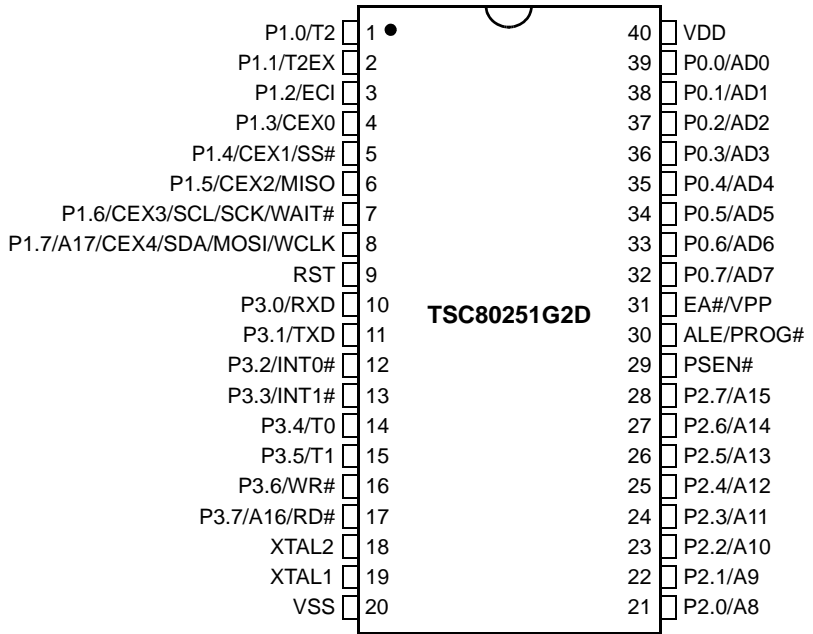 P1.0/T2 1 40 VDD
P1.1/T2EX 2 39 P0.0/AD0
P1.2/ECI 3 38 P0.1/AD1
P1.3/CEX0 4 37 P0.2/AD2
P1.4/CEX1/SS# 5 36 P0.3/AD3
P1.5/CEX2/MISO 6 35 P0.4/AD4
P1.6/CEX3/SCL/SCK/WAIT# 7 34 P0.5/AD5
P1.7/A17/CEX4/SDA/MOSI/WCLK 8 33 P0.6/AD6
RST 9 32 P0.7/AD7
P3.0/RXD 10 31 EA#/VPP
TSC80251G2D
P3.1/TXD 11 30 ALE/PROG#
P3.2/INT0# 12 29 PSEN#
P3.3/INT1# 13 28 P2.7/A15
P3.4/T0 14 27 P2.6/A14
P3.5/T1 15 26 P2.5/A13
P3.6/WR# 16 25 P2.4/A12
P3.7/A16/RD# 17 24 P2.3/A11
XTAL2 18 23 P2.2/A10
XTAL1 19 22 P2.1/A9
VSS 20 21 P2.0/A8